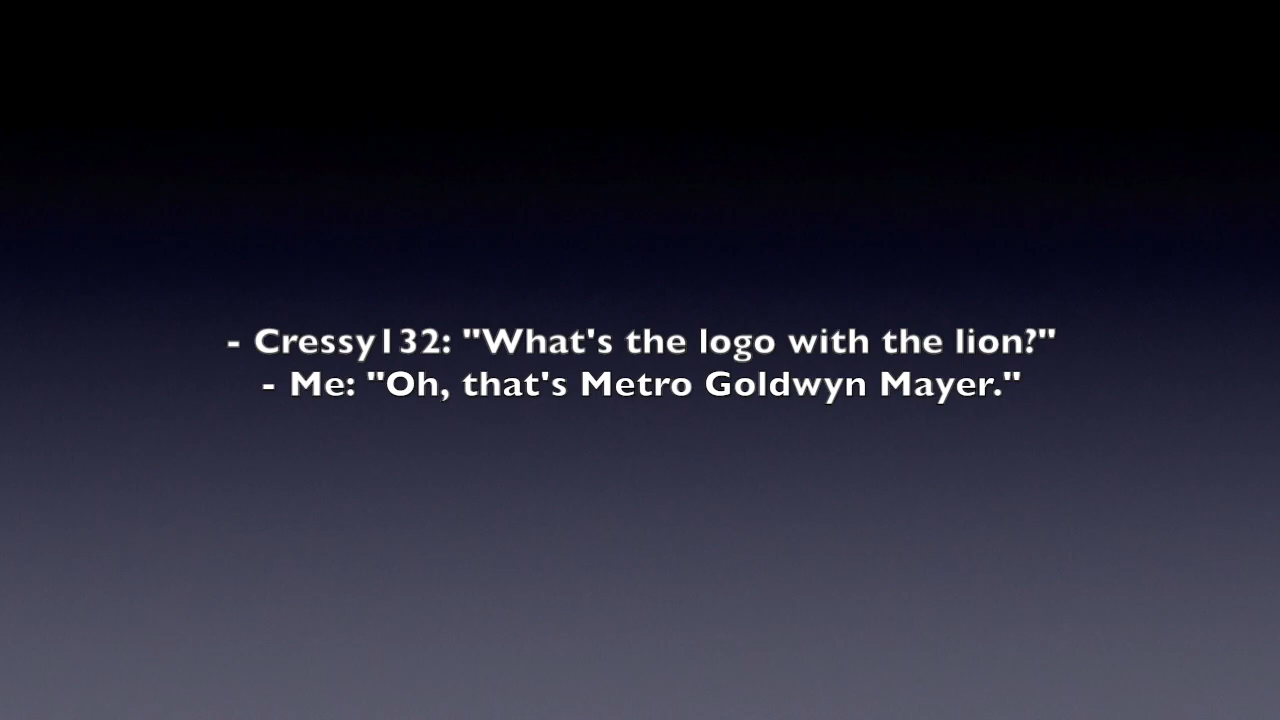 - Cressy132: "What's the logo with the lion?"
- Me: "Oh, that's Metro Goldwyn Mayer."